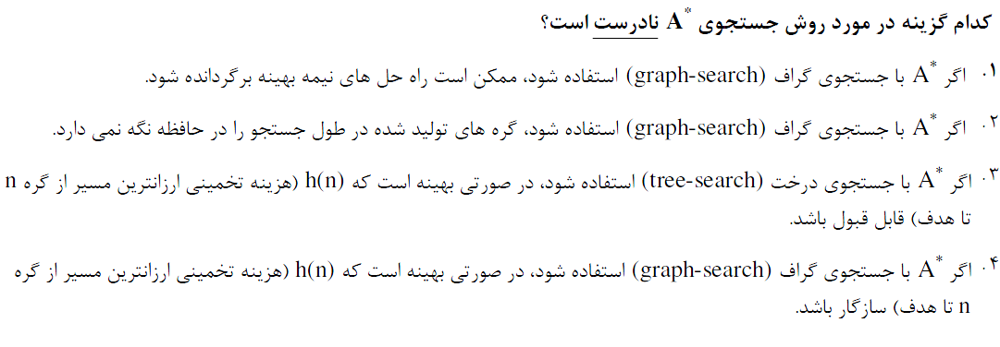 کدام گزینه در مورد روش جستجوی A* نادرست است؟
۱. اگر A* با جستجوی گراف (graph-search) استفاده شود، ممکن است راه حل های نیمه بهینه برگردانده شود.
۲. اگر A* با جستجوی گراف (graph-search) استفاده شود، گره های تولید شده در طول جستجو را در حافظه نگه نمی دارد.
۳. اگر A* با جستجوی درخت (tree-search) استفاده شود، در صورتی بهینه است که h(n) (هزینه تخمینی ارزانترین مسیر از گره n
تا هدف) قابل قبول باشد.
۴. اگر A* با جستجوی گراف (graph-search) استفاده شود، در صورتی بهینه است که h(n) (هزینه تخمینی ارزانترین مسیر از گره
n تا هدف) سازگار باشد.